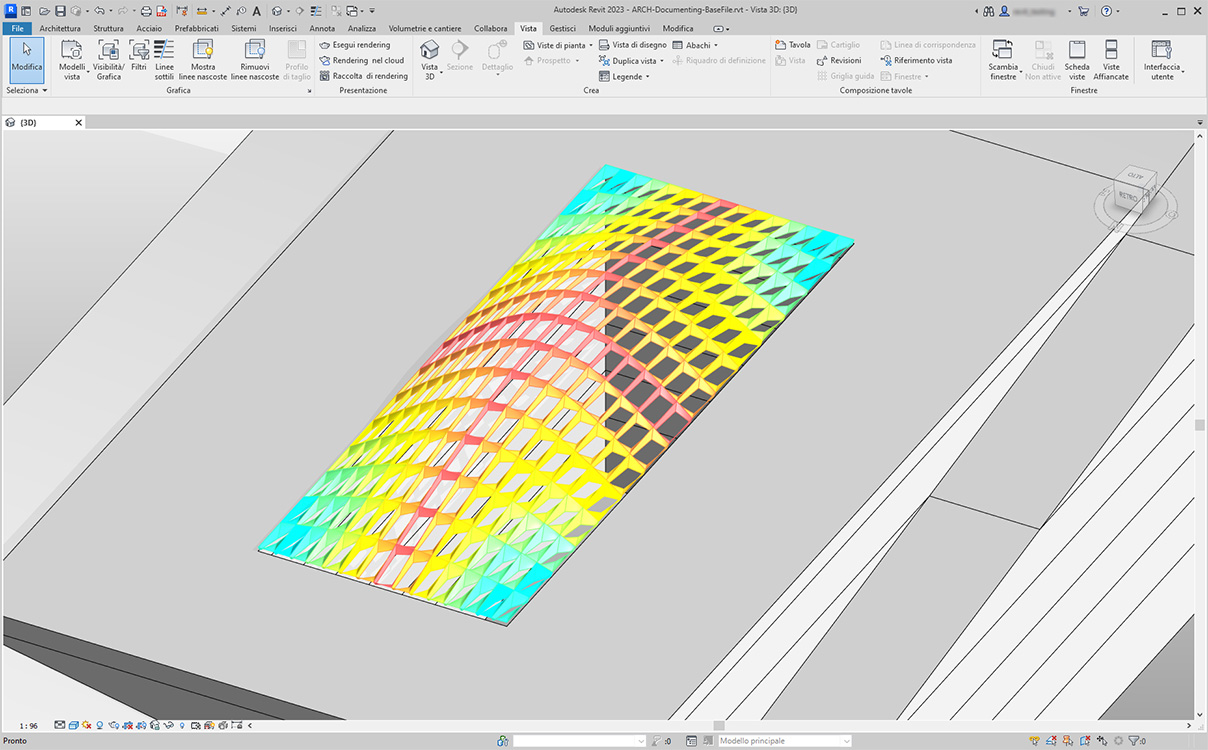 Autodesk Revit 2023 - ARCH-Documenting-BaseFile.rvt - Vista 3D: {3D}
File Architettura Struttura Acciaio Prefabbricati Sistemi Inserisci Annota Analizza Volumetrie e cantiere Collabora Vista Gestisci Moduli aggiuntivi Modifica
Modifica
Modelli vista
Visibilità/ Grafica
Filtri
Linee sottili
Mostra linee nascoste
Rimuovi linee nascoste
Profilo di taglio
Esegui rendering
Rendering nel cloud
Raccolta di rendering
Vista 3D
Sezione
Dettaglio
Viste di pianta
Prospetto
Vista di disegno
Duplica vista
Legende
Abachi
Riquadro di definizione
Tavola
Vista
Cartiglio
Revisioni
Griglia guida
Linea di corrispondenza
Riferimento vista
Finestre
Scambia finestre
Chiudi Non attive
Scheda viste
Viste Affiancate
Interfaccia utente
Seleziona
Grafica
Presentazione
Crea
Composizione tavole
Finestre
{3D}
ALTO
RETRO
1 : 96
Pronto
:0
Modello principale
:0